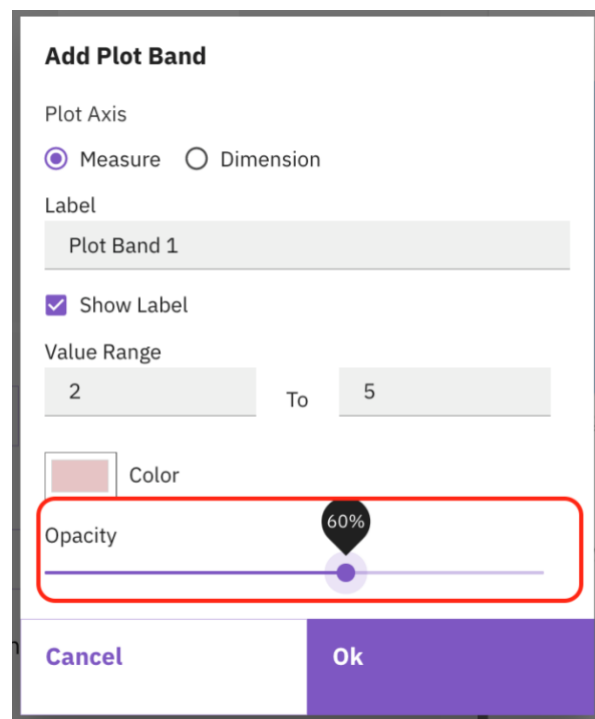 Add Plot Band
Plot Axis
Measure Dimension
Label
Plot Band 1
Show Label
Value Range
2 To 5
Color
60%
Opacity
Cancel Ok